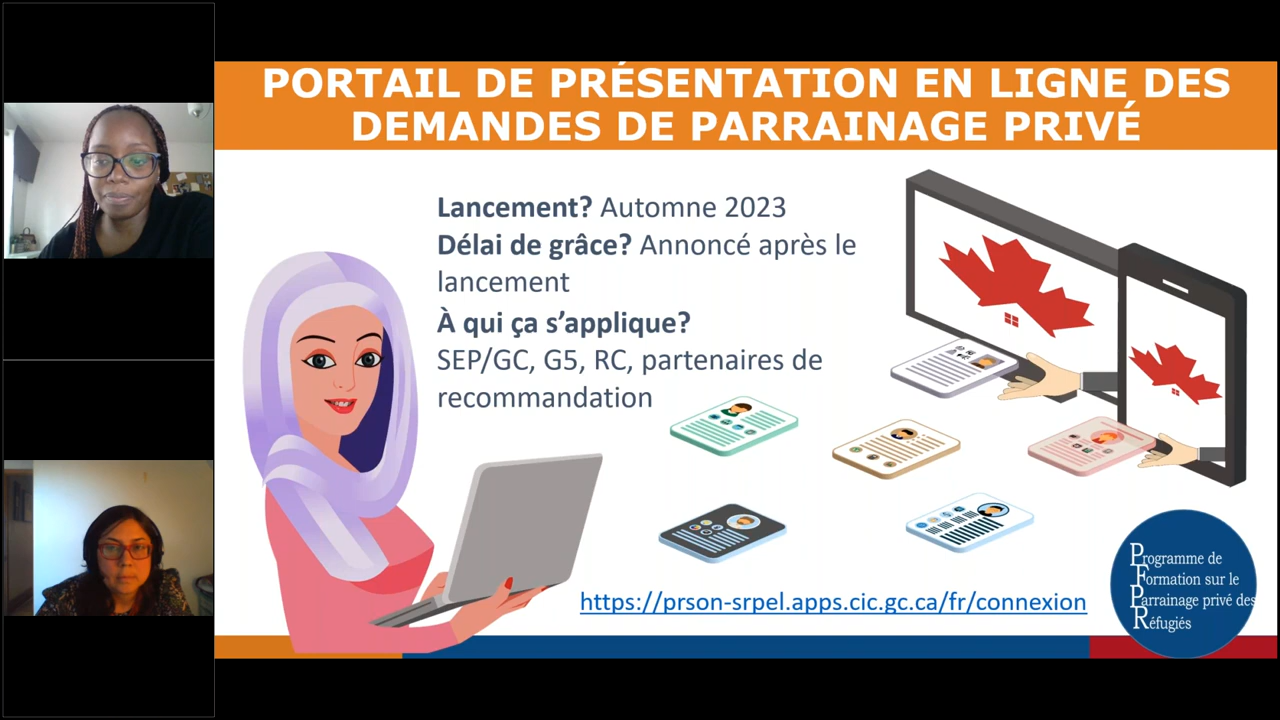 PORTAIL DE PRÉSENTATION EN LIGNE DES
DEMANDES DE PARRAINAGE PRIVÉ
Lancement? Automne 2023
Délai de grâce? Annoncé après le
lancement
À qui ça s’applique?
SEP/GC, G5, RC, partenaires de
recommandation
https://prson-srpel.apps.cic.gc.ca/fr/connexion
Programme de
Formation sur le
Parrainage privé des
Réfugiés